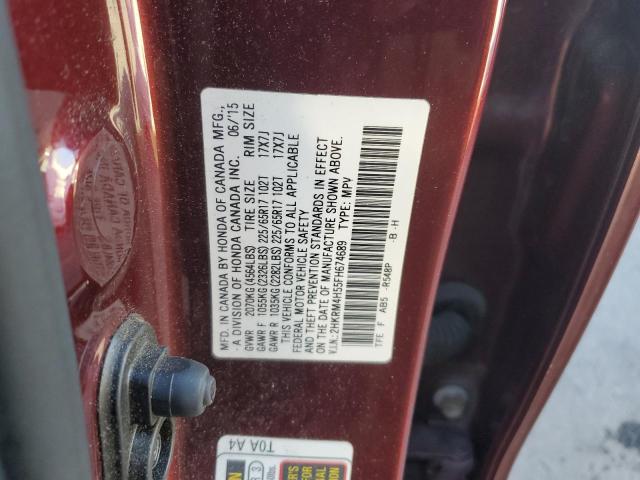 MFD. IN CANADA BY HONDA OF CANADA MFG.,
-A DIVISION OF HONDA CANADA INC. 06/'15
GVWR 2070KG(4564LBS) TIRE SIZE RIM SIZE
GAWR F 1055KG(2326LBS)225/65R17 102T 17X7J
GAWR R 1035KG(2282LBS)225/65R17 102T 17X7J
THIS VEHICLE CONFORMS TO ALL APPLICABLE
FEDERAL MOTOR VEHICLE SAFETY
AND THEFT PREVENTION STANDARDS IN EFFECT
ON THE DATE OF MANUFACTURE SHOWN ABOVE.
V.I.N.:2HKRM4H55FH674689 TYPE: MPV
TFE F AB5 -R548P -B-H
T0A A4